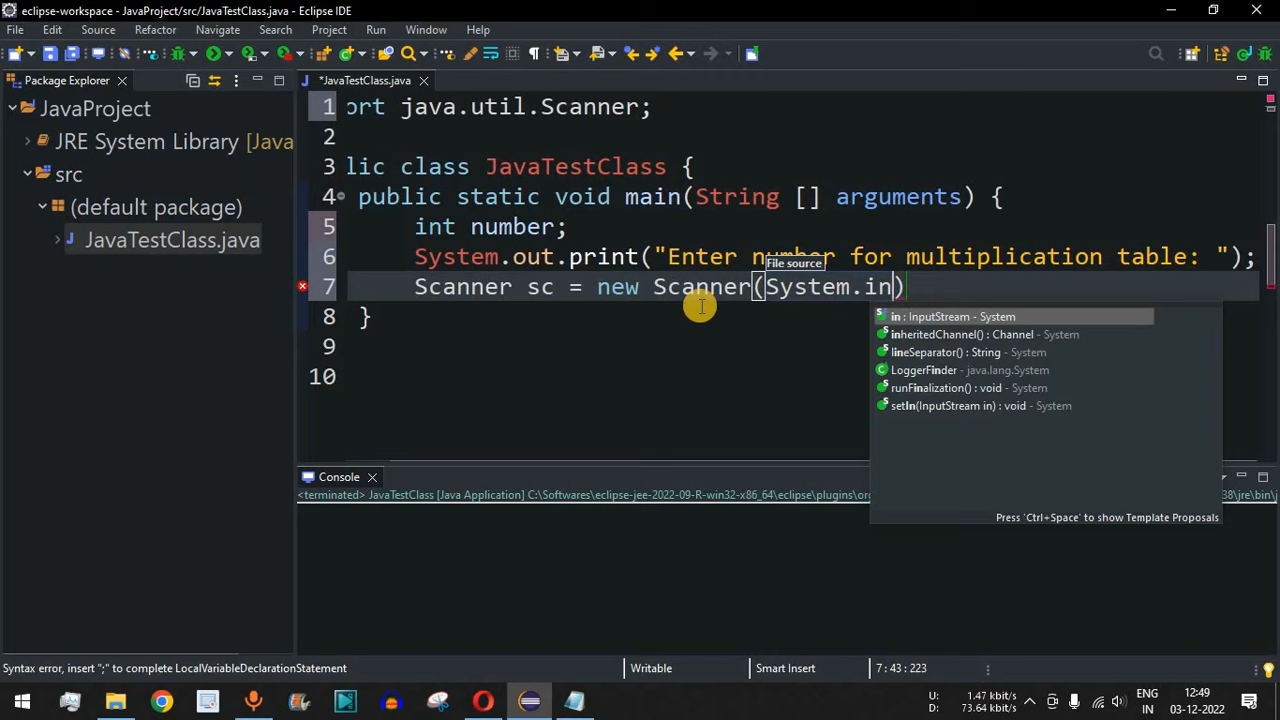 eclipse-workspace - JavaProject/src/JavaTestClass.java - Eclipse IDE
File Edit Source Refactor Navigate Search Project Run Window Help
Package Explorer
*JavaTestClass.java
JavaProject
JRE System Library [Java
src
(default package)
JavaTestClass.java
1 ort java.util.Scanner;
2
3 lic class JavaTestClass {
4 public static void main(String [] arguments) {
5 int number;
6 System.out.print("Enter number for multiplication table: ");
File source
7 Scanner sc = new Scanner(System.in)
8 }
9
10
in : InputStream - System
inheritedChannel() : Channel - System
lineSeparator() : String - System
LoggerFinder - java.lang.System
runFinalization() : void - System
setIn(InputStream in) : void - System
Press 'Ctrl+Space' to show Template Proposals
Console
<terminated> JavaTestClass [Java Application] C:\Softwares\eclipse-jee-2022-09-R-win32-x86_64\eclipse\plugins\or 38\jre\bin\j
Syntax error, insert ";" to complete LocalVariableDeclarationStatement
Writable
Smart Insert
7 : 43 : 223
U: 1.47 kbit/s
D: 73.64 kbit/s
ENG
IN
12:49
03-12-2022